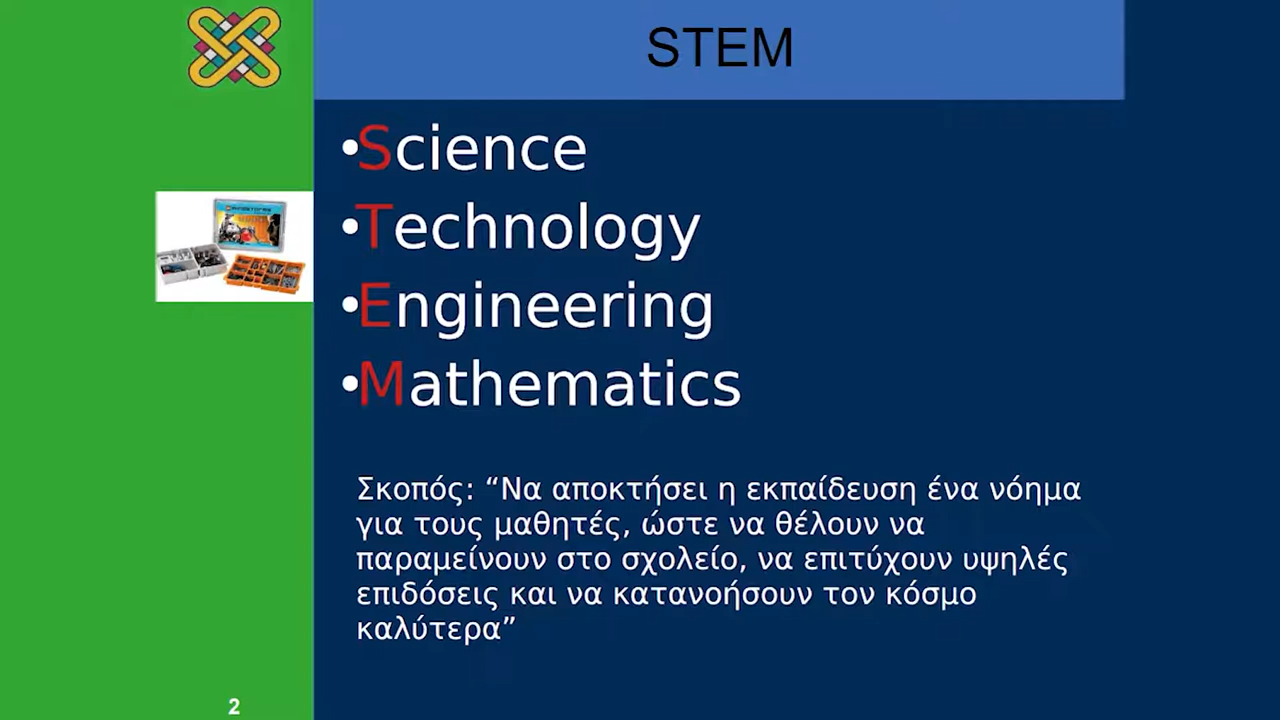 STEM
•Science
•Technology
•Engineering
•Mathematics
Σκοπός: “Να αποκτήσει η εκπαίδευση ένα νόημα
για τους μαθητές, ώστε να θέλουν να
παραμείνουν στο σχολείο, να επιτύχουν υψηλές
επιδόσεις και να κατανοήσουν τον κόσμο
καλύτερα”
2